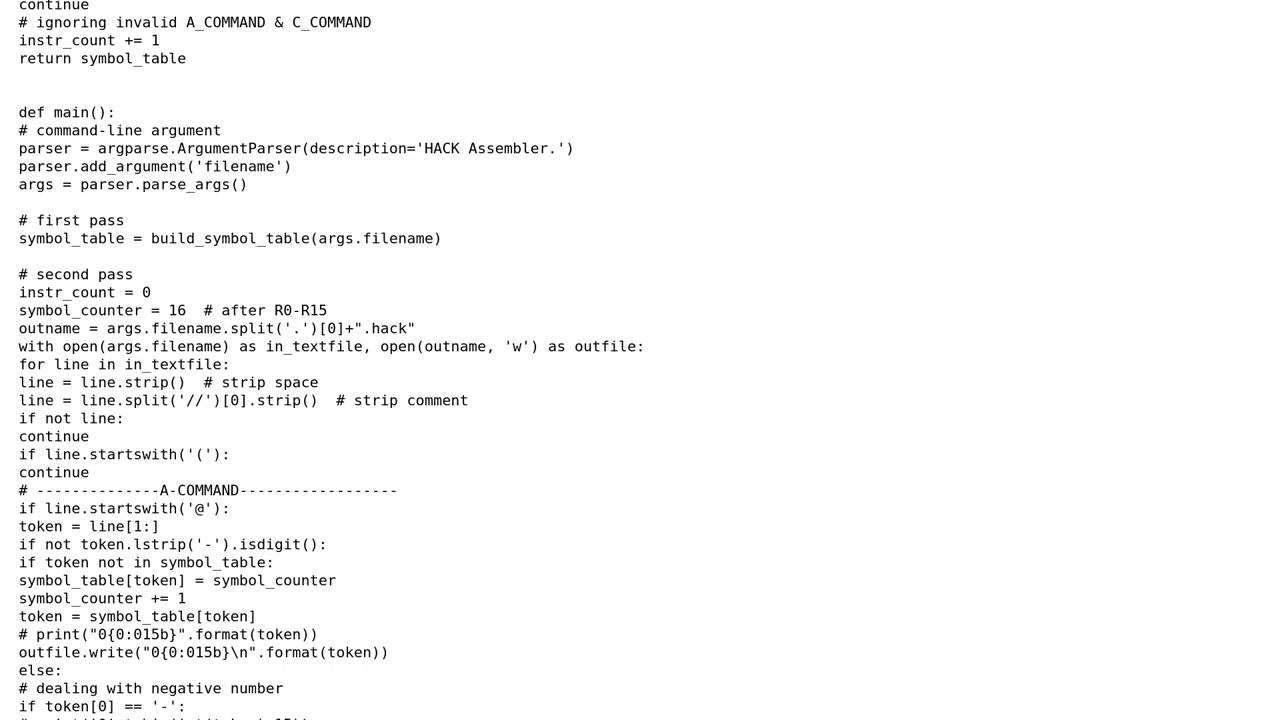 continue
# ignoring invalid A_COMMAND & C_COMMAND
instr_count += 1
return symbol_table
def main():
# command-line argument
parser = argparse.ArgumentParser(description='HACK Assembler.')
parser.add_argument('filename')
args = parser.parse_args()
# first pass
symbol_table = build_symbol_table(args.filename)
# second pass
instr_count = 0
symbol_counter = 16  # after R0-R15
outname = args.filename.split('.')[0]+".hack"
with open(args.filename) as in_textfile, open(outname, 'w') as outfile:
for line in in_textfile:
line = line.strip()  # strip space
line = line.split('//')[0].strip()  # strip comment
if not line:
continue
if line.startswith('('):
continue
# --------------A-COMMAND------------------
if line.startswith('@'):
token = line[1:]
if not token.lstrip('-').isdigit():
if token not in symbol_table:
symbol_table[token] = symbol_counter
symbol_counter += 1
token = symbol_table[token]
# print("0{0:015b}".format(token))
outfile.write("0{0:015b}\n".format(token))
else:
# dealing with negative number
if token[0] == '-':